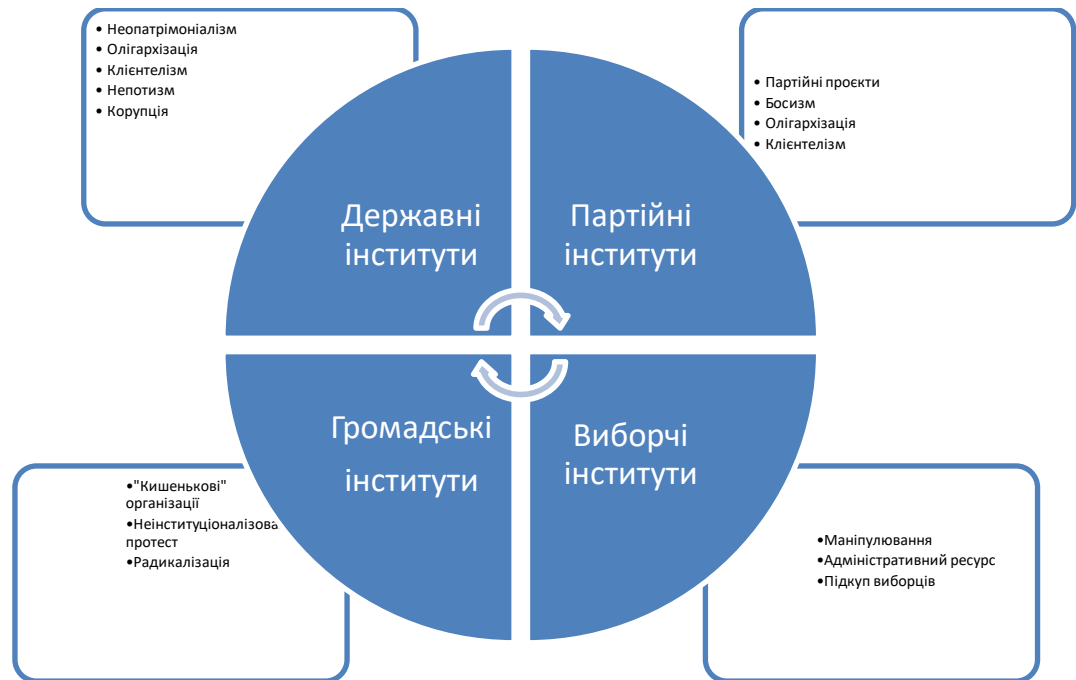 • Неопатрімоніалізм
• Олігархізація
• Клієнтелізм
• Непотизм
• Корупція
• Партійні проєкти
• Босизм
• Олігархізація
• Клієнтелізм
Державні
інститути
Партійні
інститути
Громадські
інститути
Виборчі
інститути
•"Кишенькові"
організації
•Неінституціоналізова
протест
•Радикалізація
•Маніпулювання
•Адміністративний ресурс
•Підкуп виборців